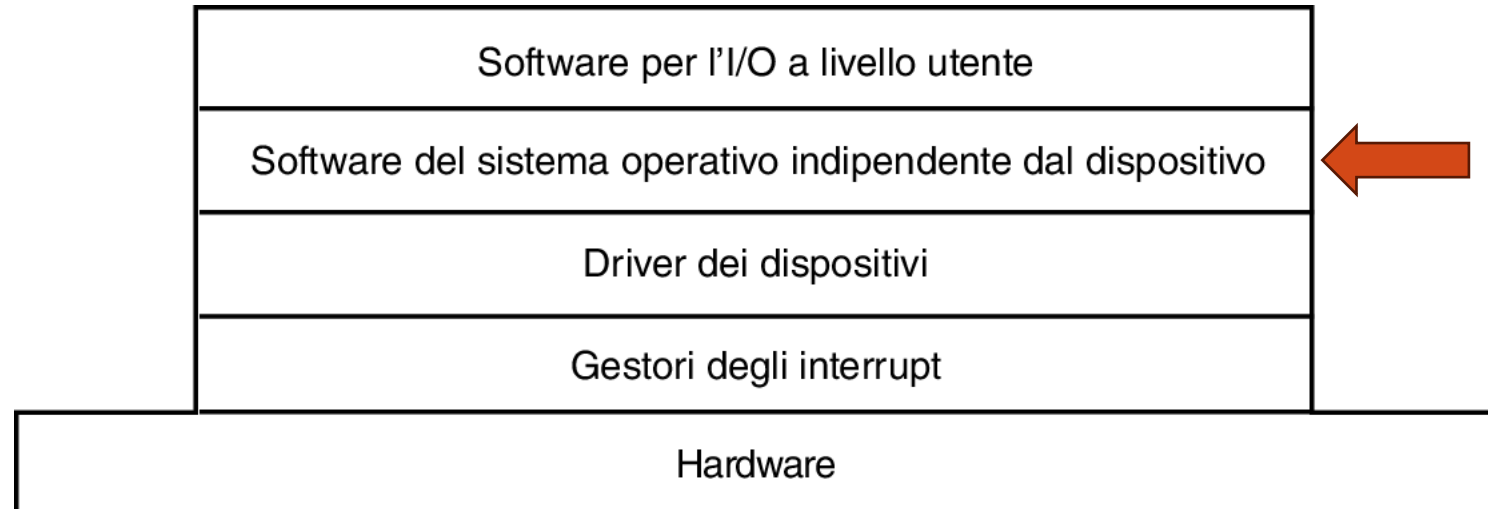 Software per l'I/O a livello utente
Software del sistema operativo indipendente dal dispositivo
Driver dei dispositivi
Gestori degli interrupt
Hardware